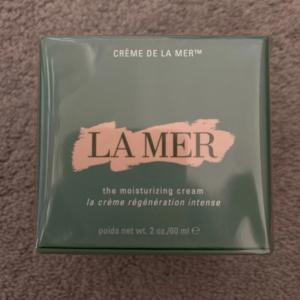 CRÈME DE LA MER™
LA MER
the moisturizing cream
la crème régénération intense
poids net wt. 2 oz./60 ml ℮